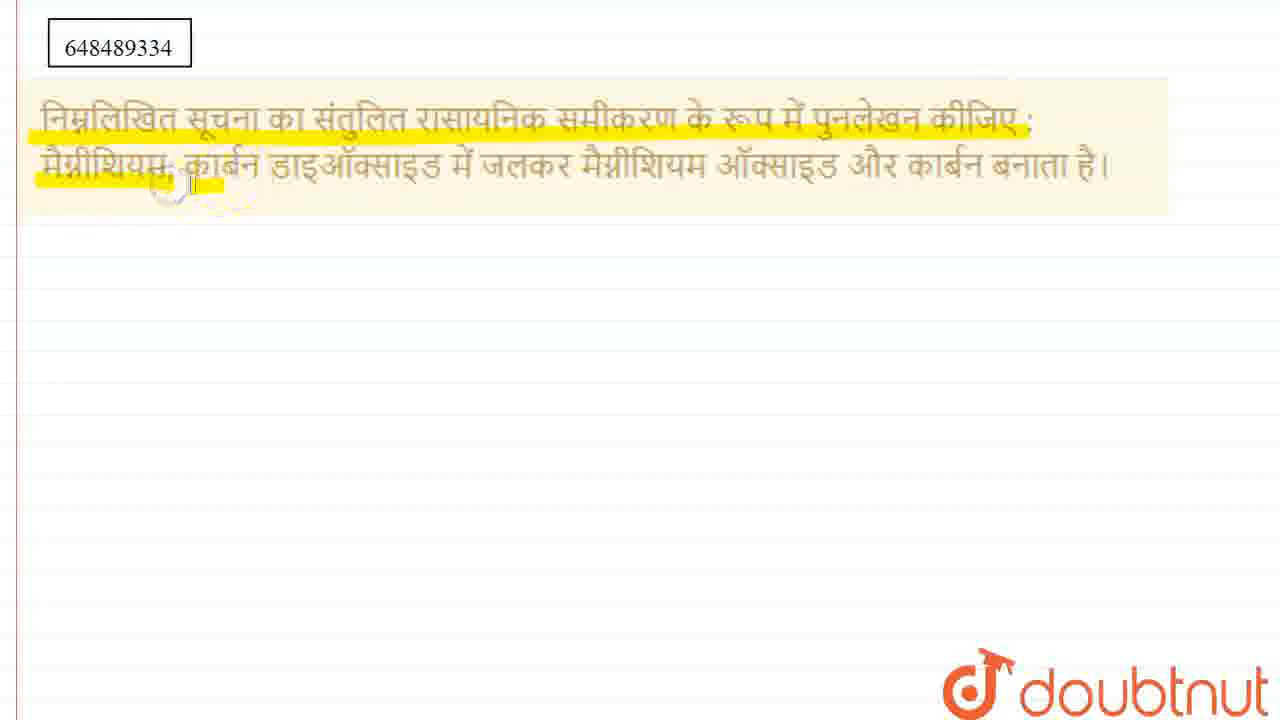 648489334
निम्नलिखित सूचना का संतुलित रासायनिक समीकरण के रूप में पुनलेखन कीजिए :
मैग्नीशियम, कार्बन डाइऑक्साइड में जलकर मैग्नीशियम ऑक्साइड और कार्बन बनाता है।
doubtnut